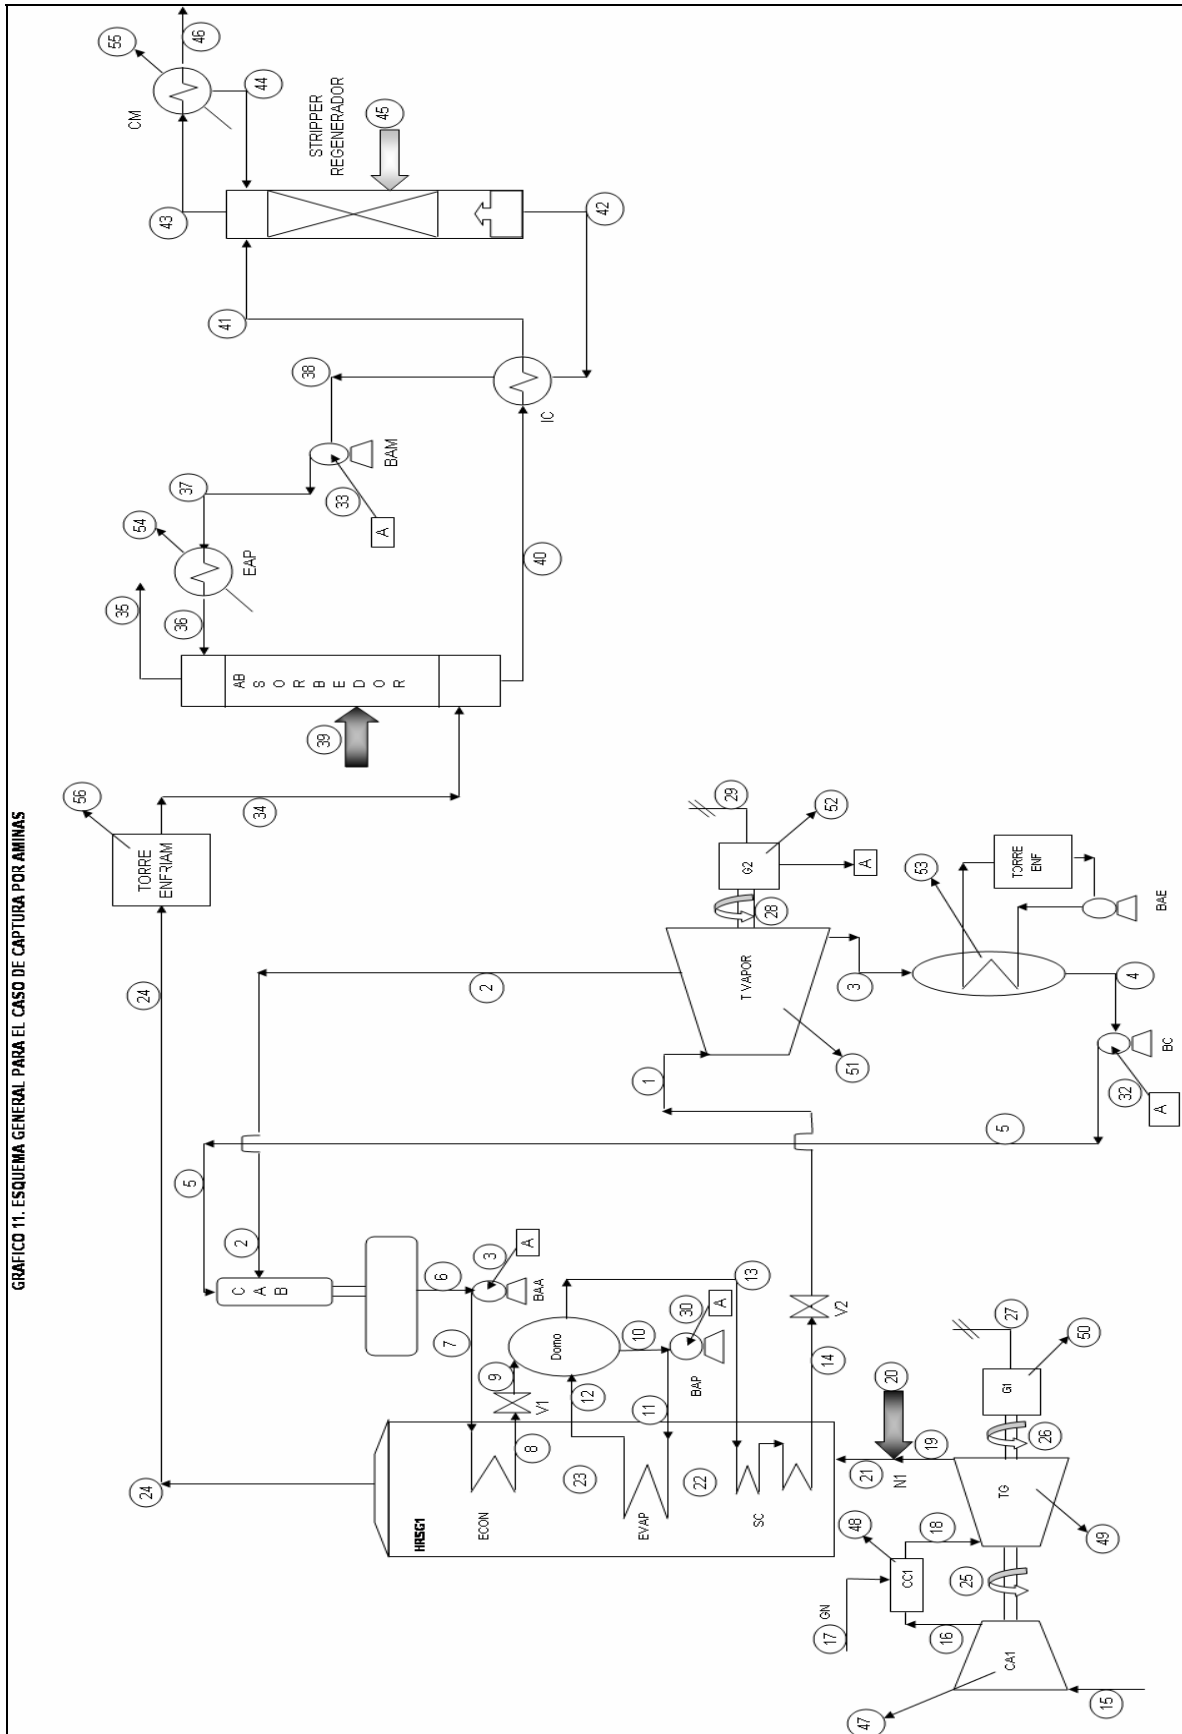 GRAFICO 11. ESQUEMA GENERAL PARA EL CASO DE CAPTURA POR AMINAS
55
46
CM
44
43
STRIPPER
REGENERADOR
45
42
41
38
IC
BAM
33
A
37
54
EAP
35
36
40
AB
S
O
R
B
E
D
O
R
39
56
TORRE
ENFRIAM
34
24
24
29
G2
52
A
28
T VAPOR
51
2
1
3
53
TORRE
ENF
BAE
4
BC
32
A
5
5
2
C
A
B
6
3
A
BAA
7
Domo
13
9
V1
8
10
30
A
BAP
12
11
V2
14
HRSG1
ECON
23
EVAP
22
SC
20
21
19
N1
27
G1
50
26
TG
49
48
18
CC1
25
17
GN
16
CA1
47
15